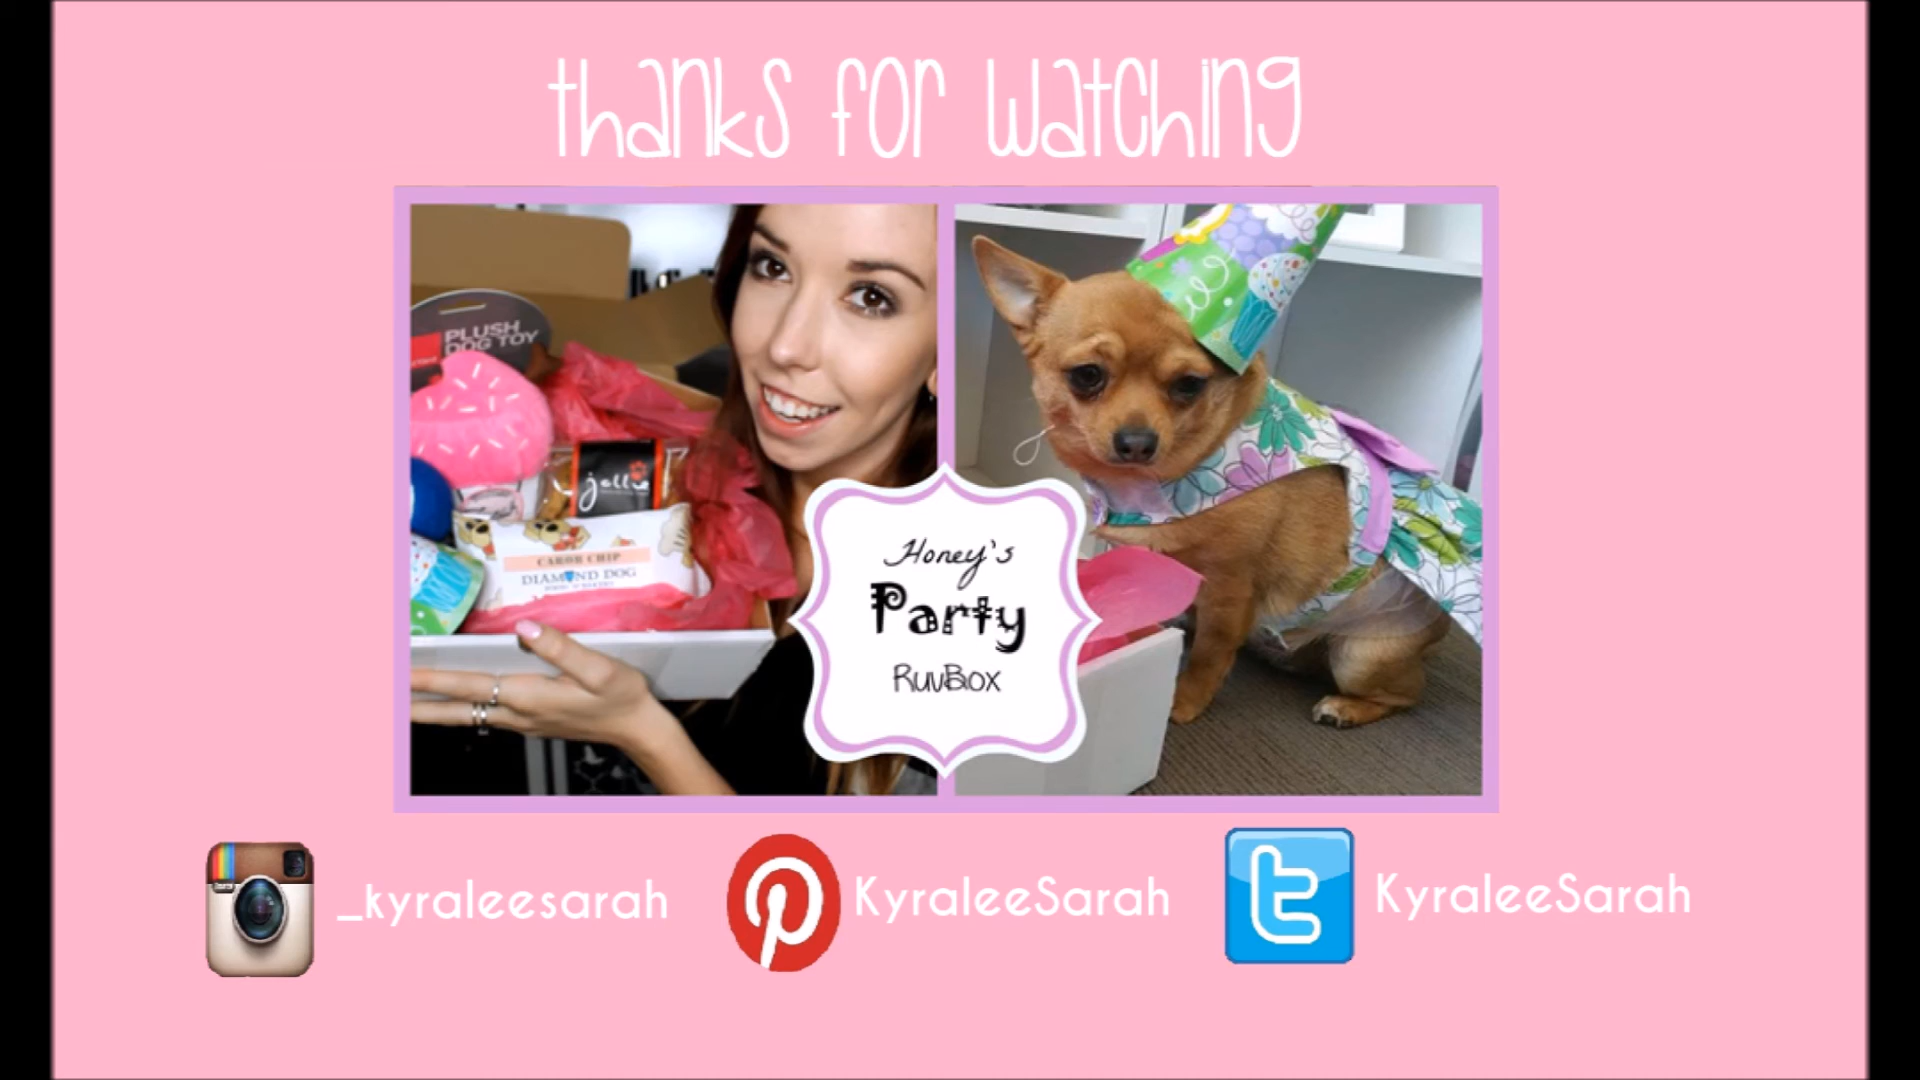 thanks for watching
PLUSH
DOG TOY
CAROB CHIP
DIAMOND DOG
Honey's
Party
RuvBox
_kyraleesarah
KyraleeSarah
KyraleeSarah